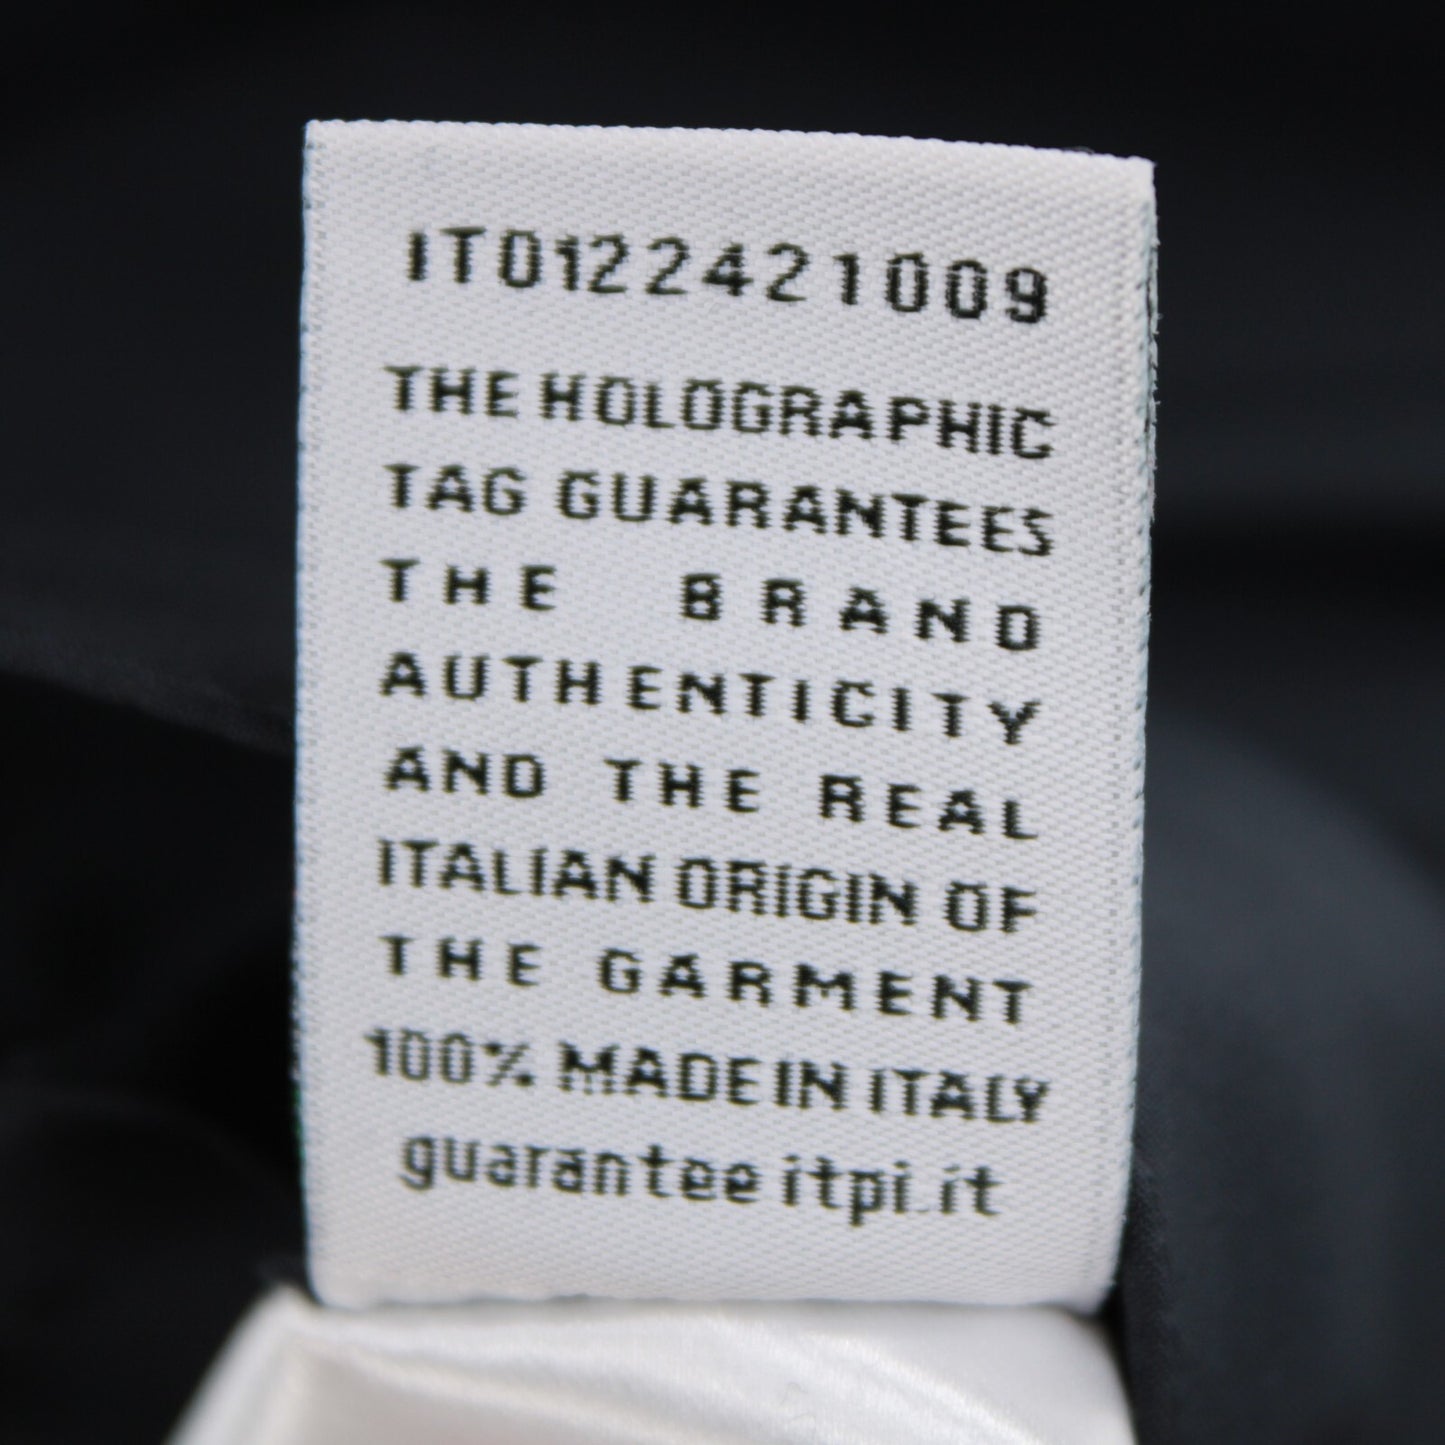 IT0122421009
THE HOLOGRAPHIC
TAG GUARANTEES
THE BRAND
AUTHENTICITY
AND THE REAL
ITALIAN ORIGIN OF
THE GARMENT
100% MADE IN ITALY
guarantee itpi.it